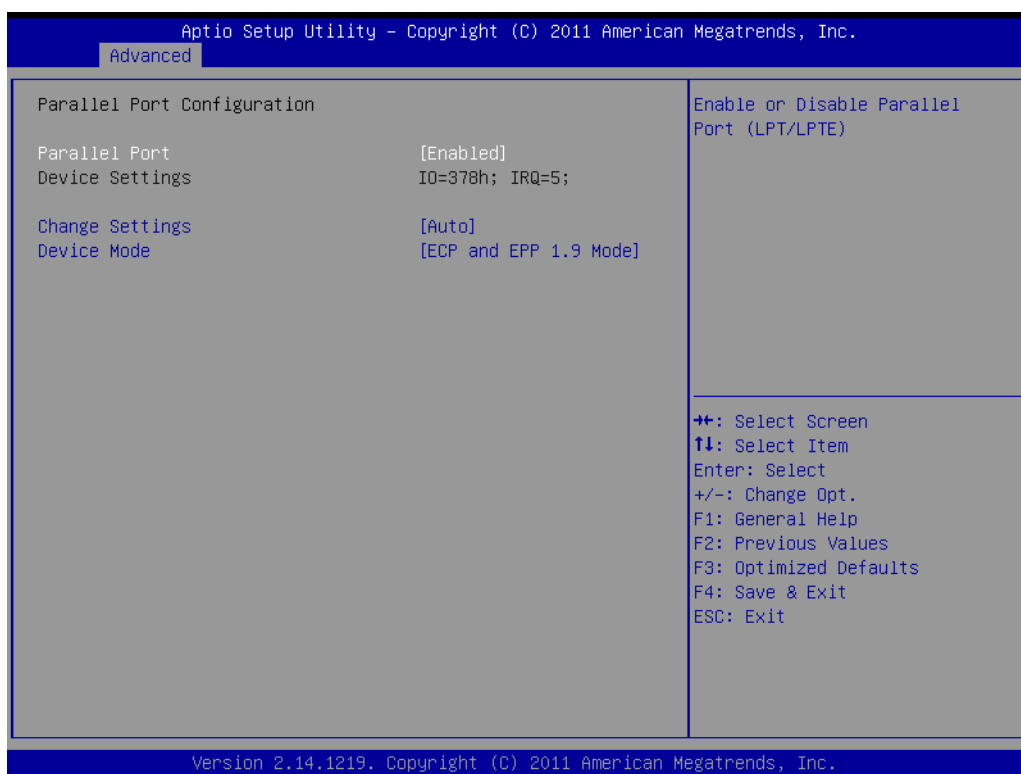 Aptio Setup Utility – Copyright (C) 2011 American Megatrends, Inc.
Advanced
Parallel Port Configuration
Parallel Port [Enabled]
Device Settings IO=378h; IRQ=5;
Change Settings [Auto]
Device Mode [ECP and EPP 1.9 Mode]
Enable or Disable Parallel
Port (LPT/LPTE)
→←: Select Screen
↑↓: Select Item
Enter: Select
+/-: Change Opt.
F1: General Help
F2: Previous Values
F3: Optimized Defaults
F4: Save & Exit
ESC: Exit
Version 2.14.1219. Copyright (C) 2011 American Megatrends, Inc.